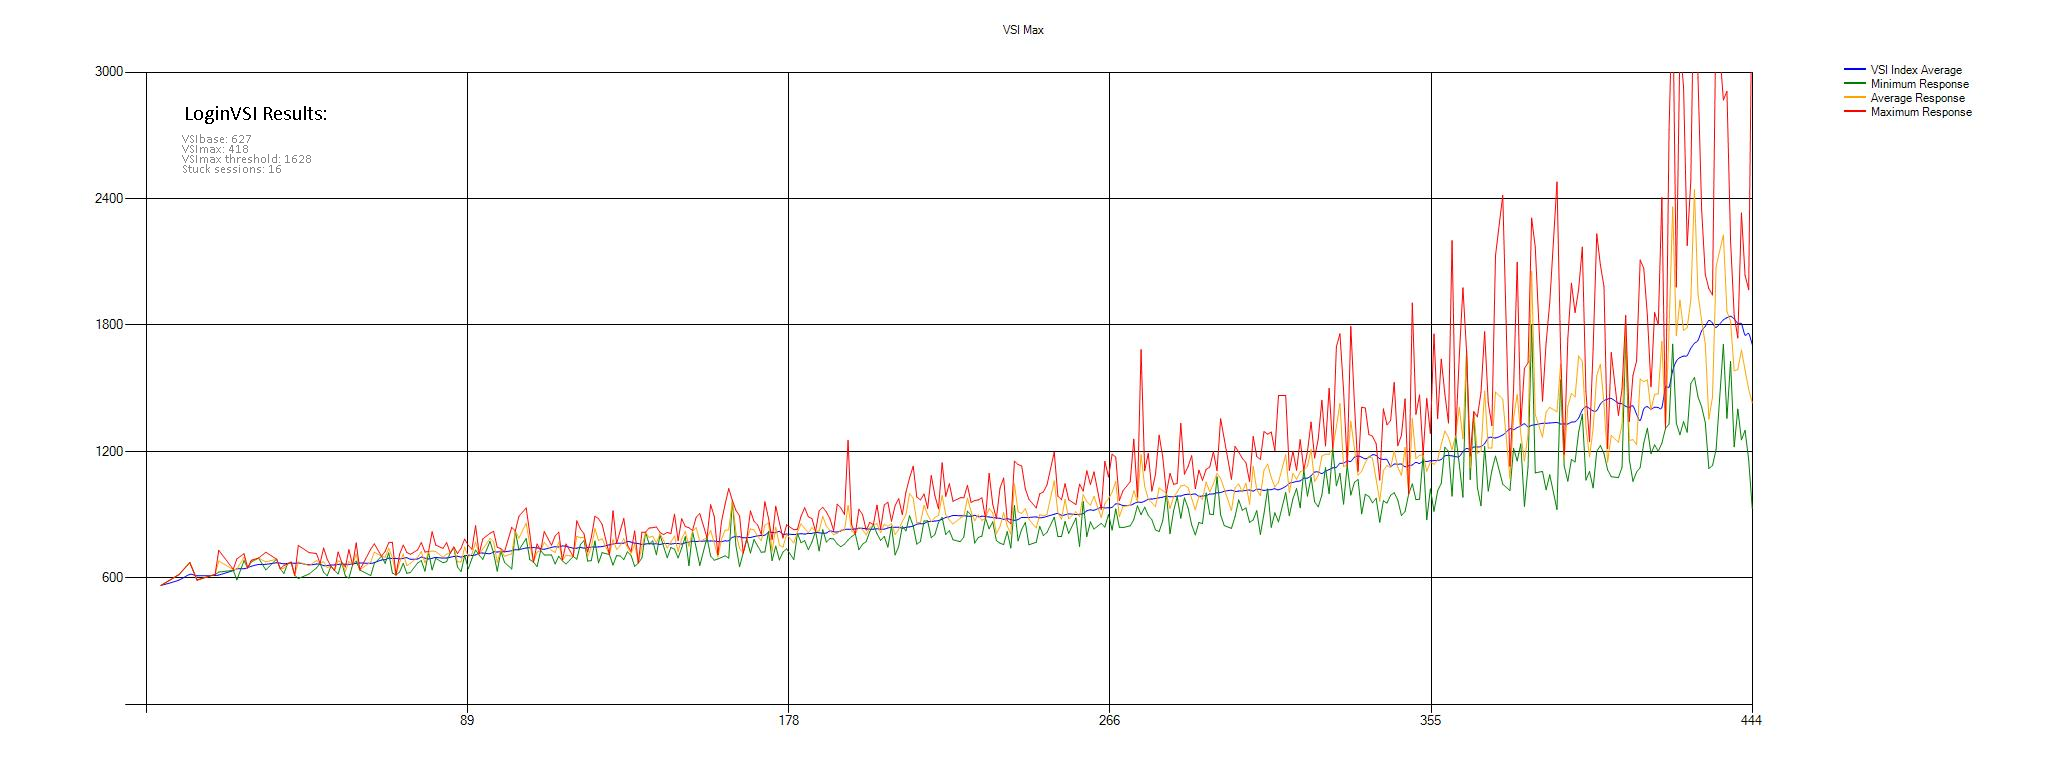 VSI Max
3000
2400
1800
1200
600
LoginVSI Results:
VSIbase: 627
VSImax: 418
VSImax threshold: 1628
Stuck sessions: 16
VSI Index Average
Minimum Response
Average Response
Maximum Response
89
178
266
355
444